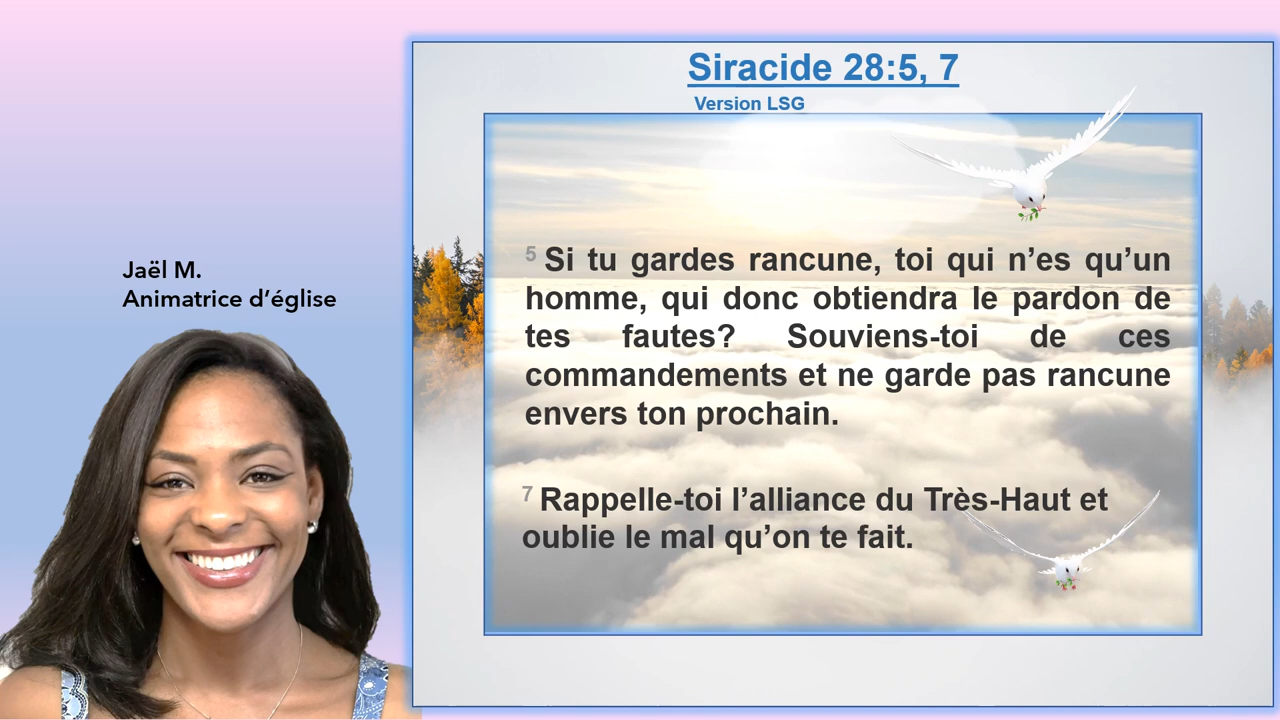 Siracide 28:5, 7
Version LSG
Jaël M.
Animatrice d’église
5 Si tu gardes rancune, toi qui n’es qu’un
homme, qui donc obtiendra le pardon de
tes fautes? Souviens-toi de ces
commandements et ne garde pas rancune
envers ton prochain.
7 Rappelle-toi l’alliance du Très-Haut et
oublie le mal qu’on te fait.